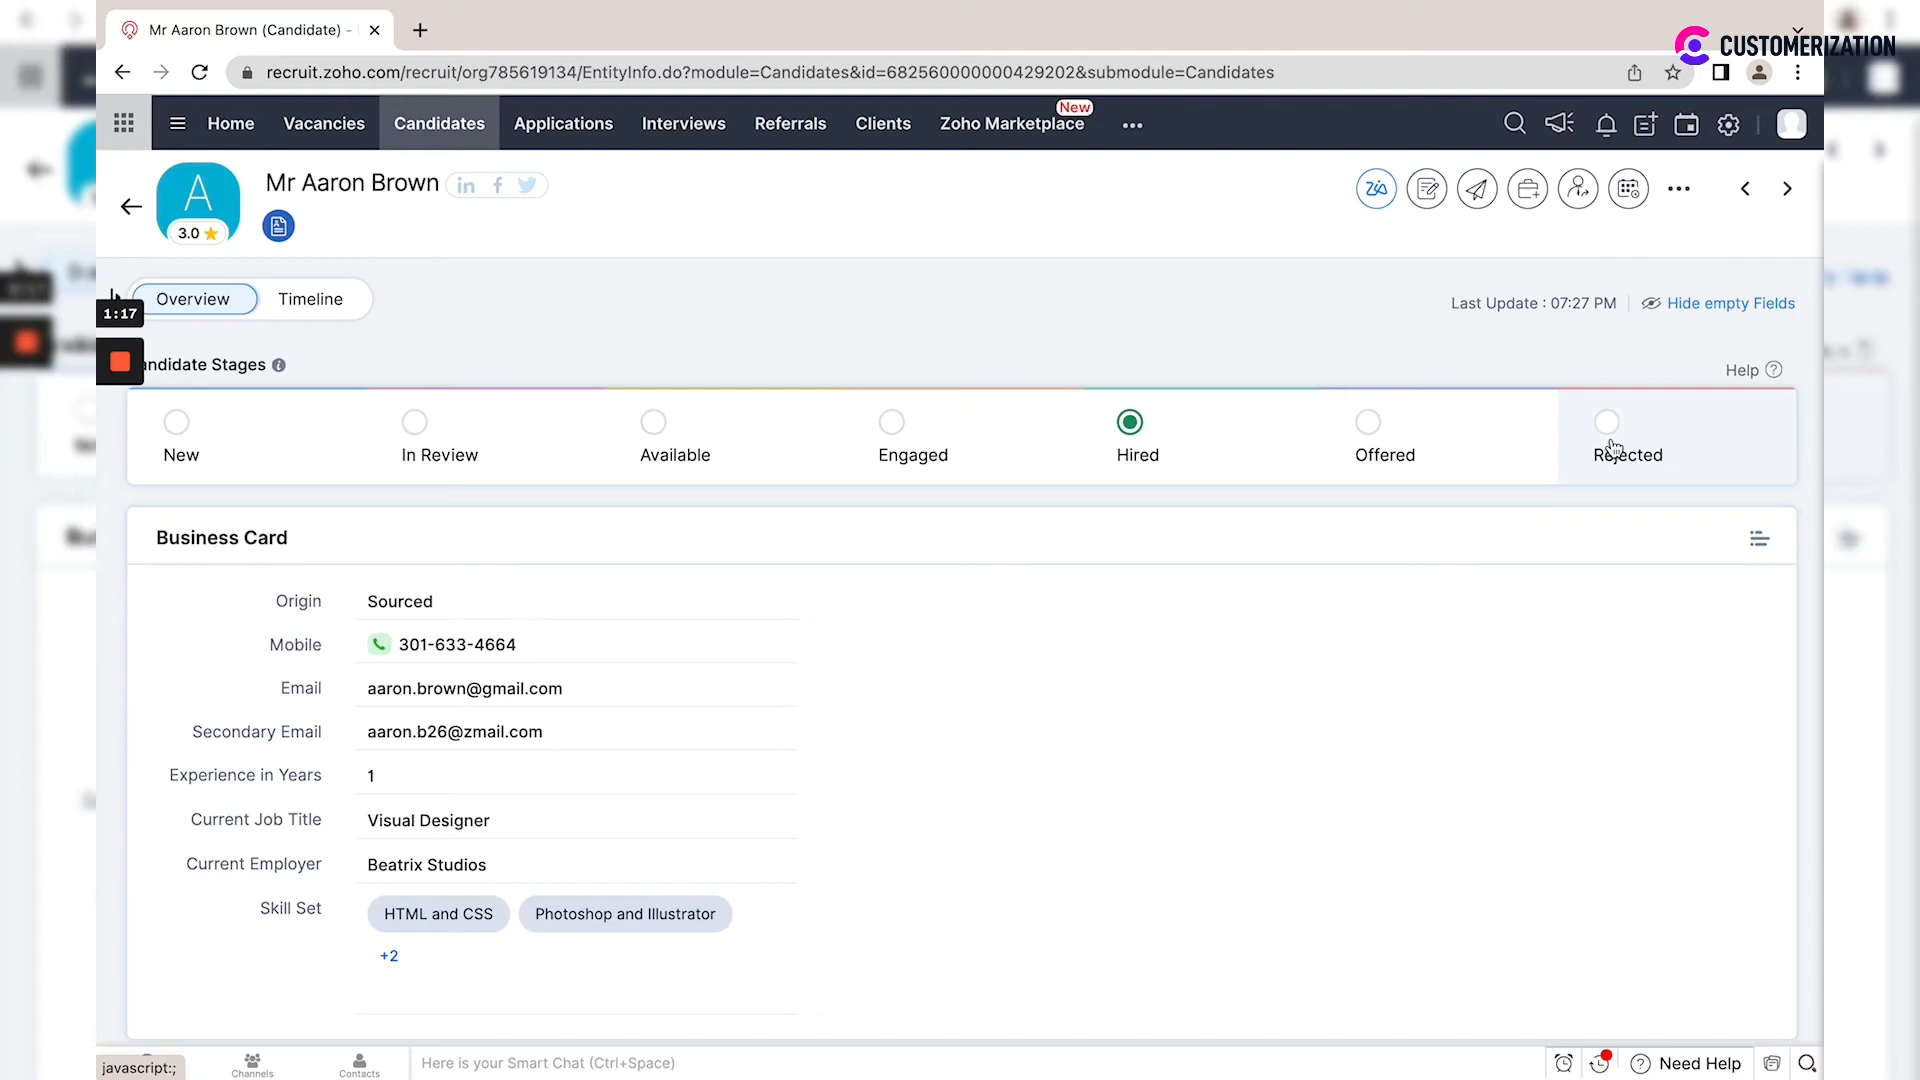 Mr Aaron Brown (Candidate) -
CUSTOMERIZATION
recruit.zoho.com/recruit/org785619134/EntityInfo.do?module=Candidates&id=682560000000429202&submodule=Candidates
New
Home Vacancies Candidates Applications Interviews Referrals Clients Zoho Marketplace
Mr Aaron Brown
A
3.0
Overview Timeline
Last Update : 07:27 PM Hide empty Fields
1:17
andidate Stages
Help
New In Review Available Engaged Hired Offered Rejected
Business Card
Origin Sourced
Mobile 301-633-4664
Email aaron.brown@gmail.com
Secondary Email aaron.b26@zmail.com
Experience in Years 1
Current Job Title Visual Designer
Current Employer Beatrix Studios
Skill Set HTML and CSS Photoshop and Illustrator
+2
javascript:; Channels Contacts Here is your Smart Chat (Ctrl+Space) Need Help